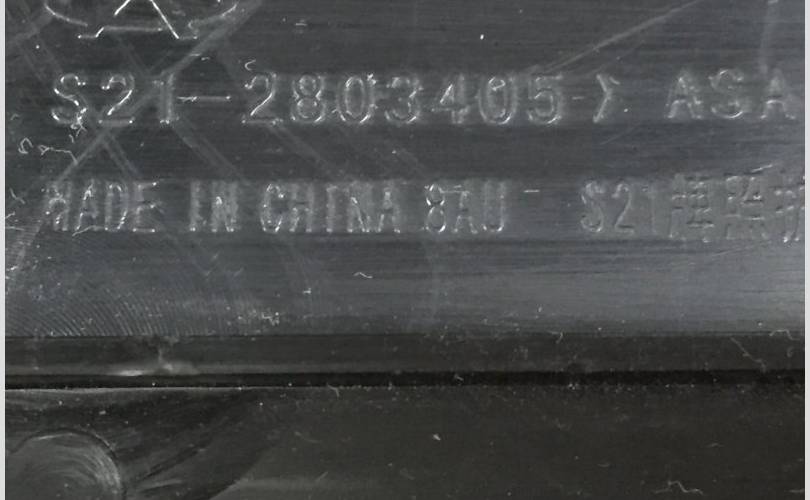 S21-2803405 > ASA
MADE IN CHINA 8AU - S21牌照